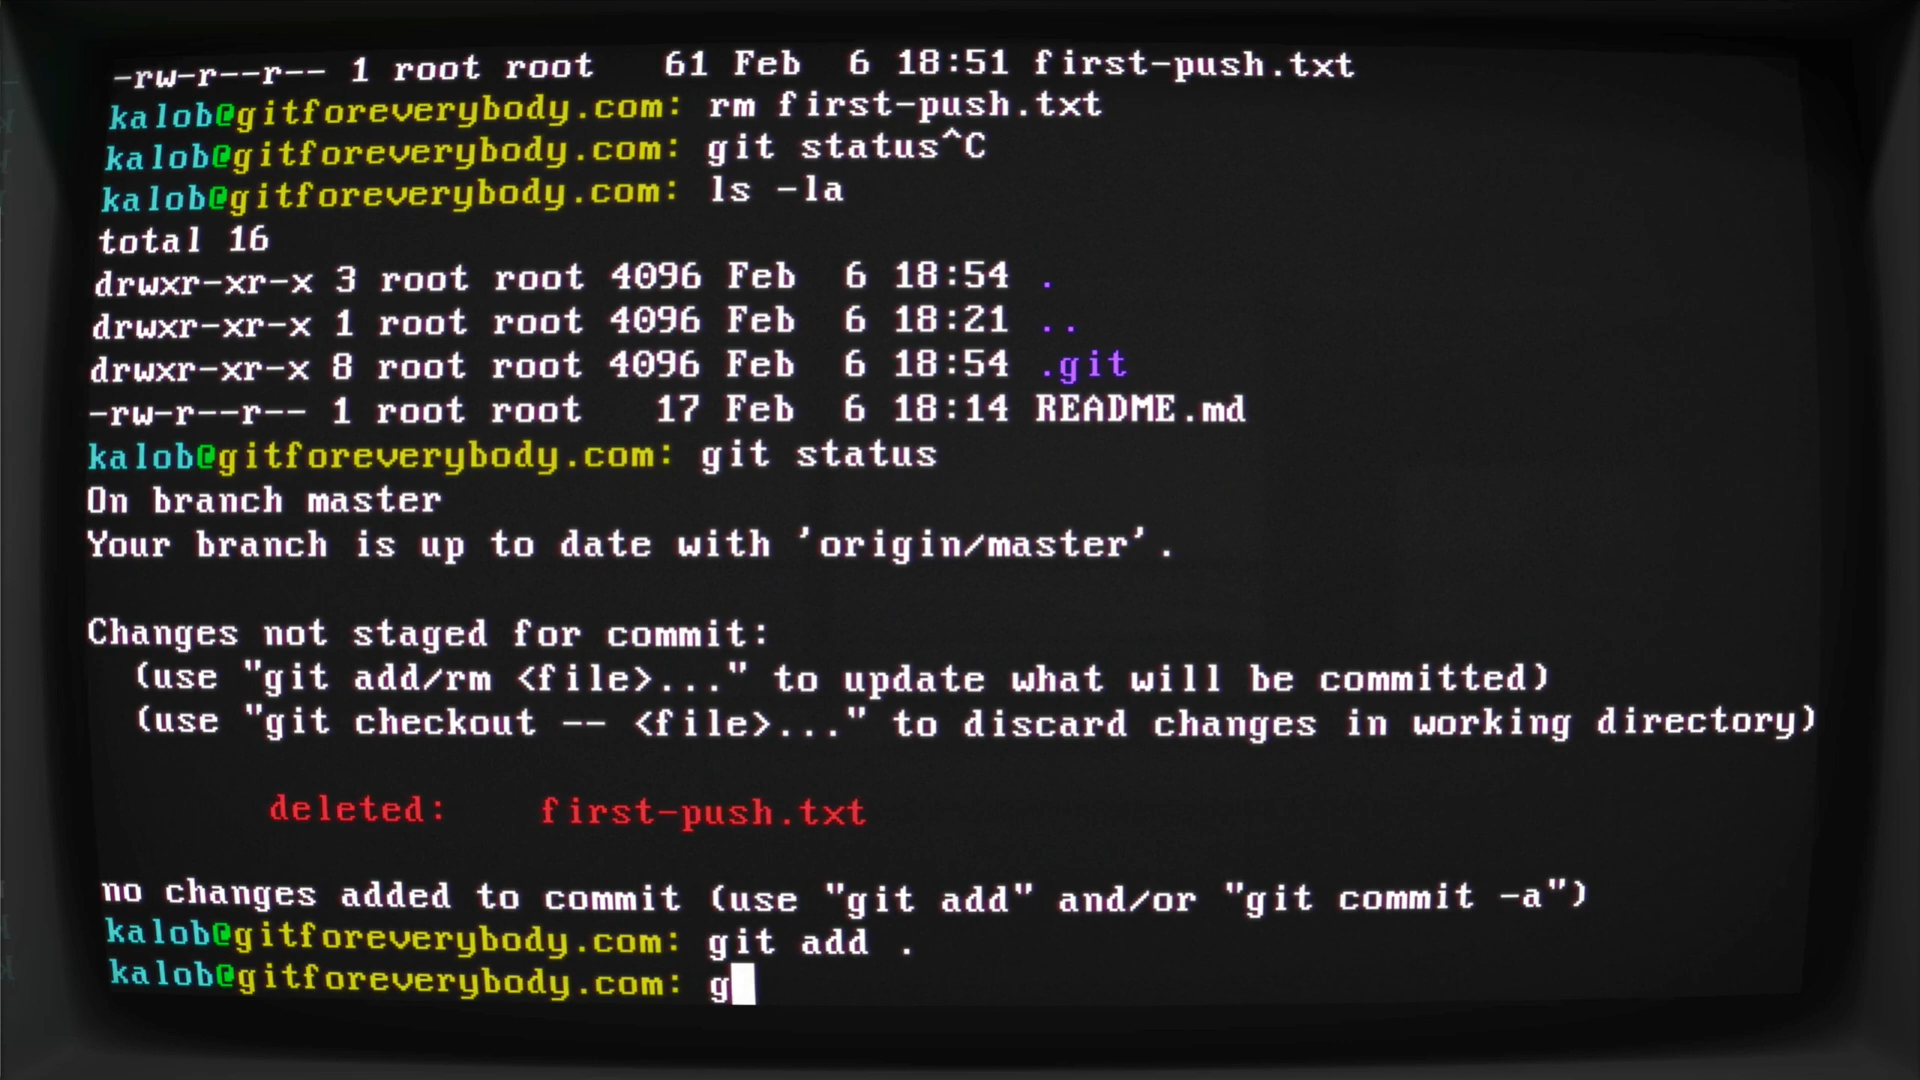 -rw-r--r-- 1 root root   61 Feb  6 18:51 first-push.txt
kalob@gitforeverybody.com: rm first-push.txt
kalob@gitforeverybody.com: git status^C
kalob@gitforeverybody.com: ls -la
total 16
drwxr-xr-x 3 root root 4096 Feb  6 18:54 .
drwxr-xr-x 1 root root 4096 Feb  6 18:21 ..
drwxr-xr-x 8 root root 4096 Feb  6 18:54 .git
-rw-r--r-- 1 root root   17 Feb  6 18:14 README.md
kalob@gitforeverybody.com: git status
On branch master
Your branch is up to date with 'origin/master'.
Changes not staged for commit:
  (use "git add/rm <file>..." to update what will be committed)
  (use "git checkout -- <file>..." to discard changes in working directory)
        deleted:    first-push.txt
no changes added to commit (use "git add" and/or "git commit -a")
kalob@gitforeverybody.com: git add .
kalob@gitforeverybody.com: g